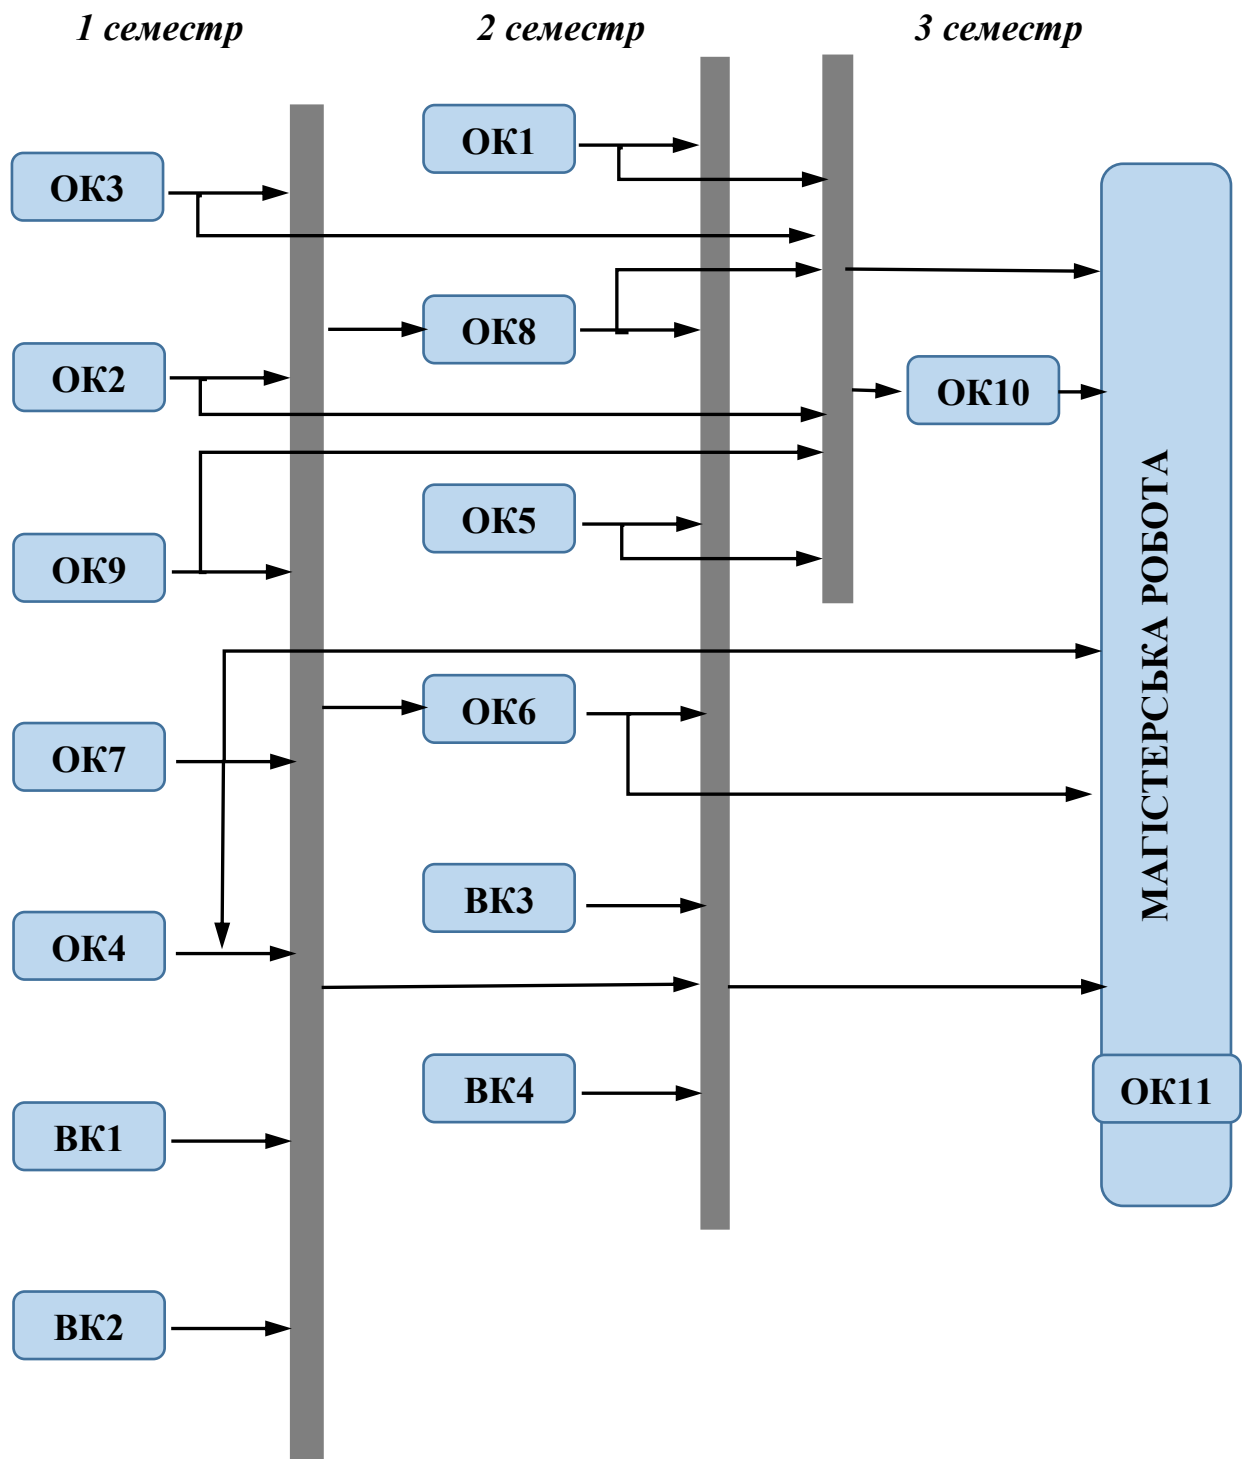 1 семестр
2 семестр
3 семестр
ОК1
ОК3
ОК8
ОК2
ОК10
ОК5
ОК9
ОК6
ОК7
ВК3
ОК4
ВК4
ВК1
ВК2
МАГІСТЕРСЬКА РОБОТА
ОК11